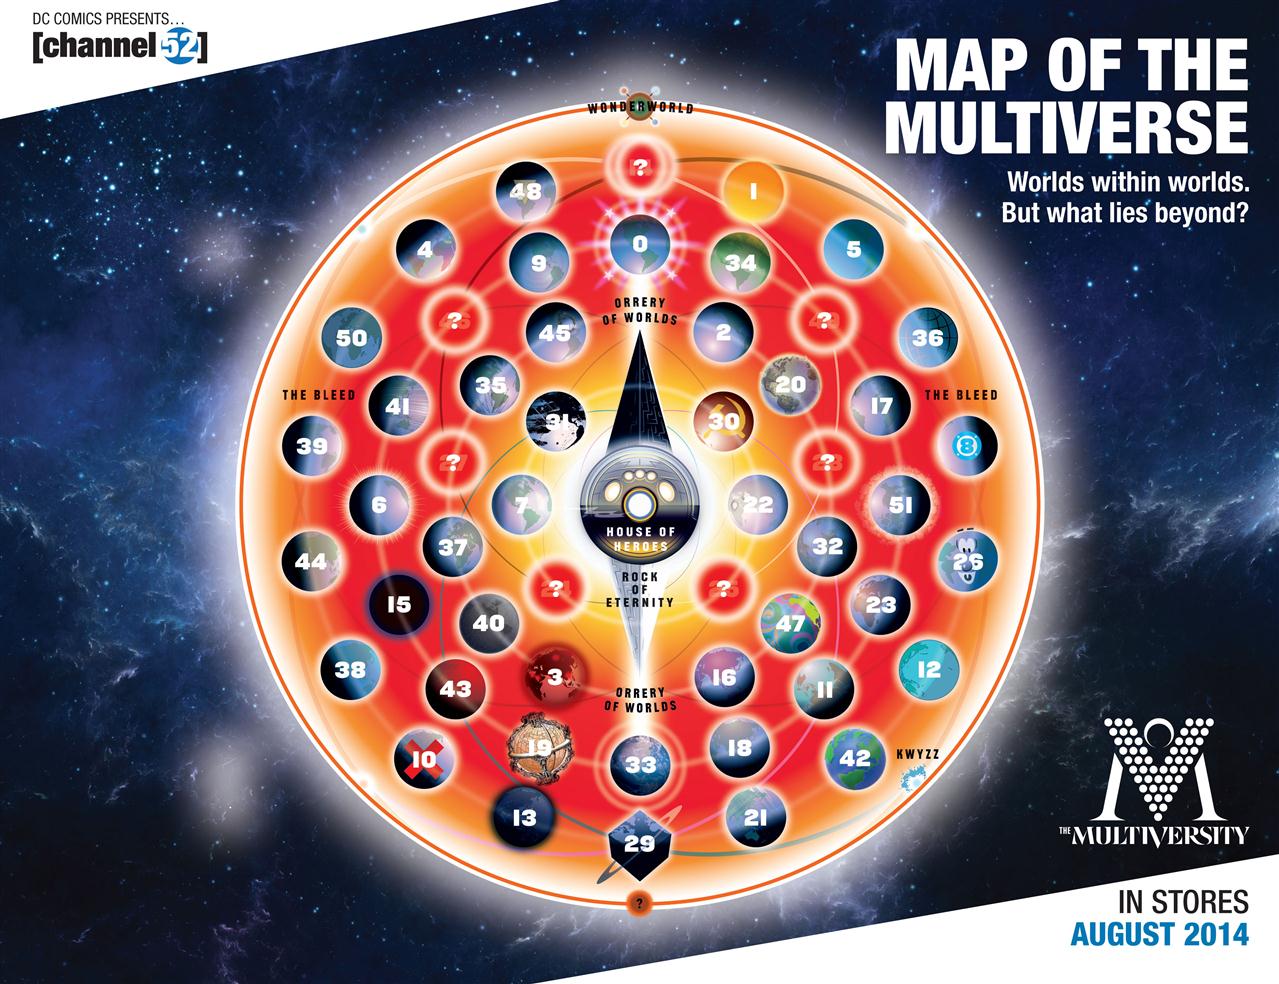 DC COMICS PRESENTS...
[channel 52]
MAP OF THE
MULTIVERSE
Worlds within worlds.
But what lies beyond?
WONDERWORLD
?
48
1
4
9
0
34
5
ORRERY
OF WORLDS
50
?
45
2
?
36
THE BLEED
35
20
THE BLEED
41
17
39
31
30
8
?
?
6
7
22
51
HOUSE OF
HEROES
37
32
44
26
ROCK
OF
ETERNITY
?
?
15
40
47
23
38
43
3
16
11
12
ORRERY
OF WORLDS
10
19
33
18
42
KWYZZ
13
29
21
?
THE MULTIVERSITY
IN STORES
AUGUST 2014